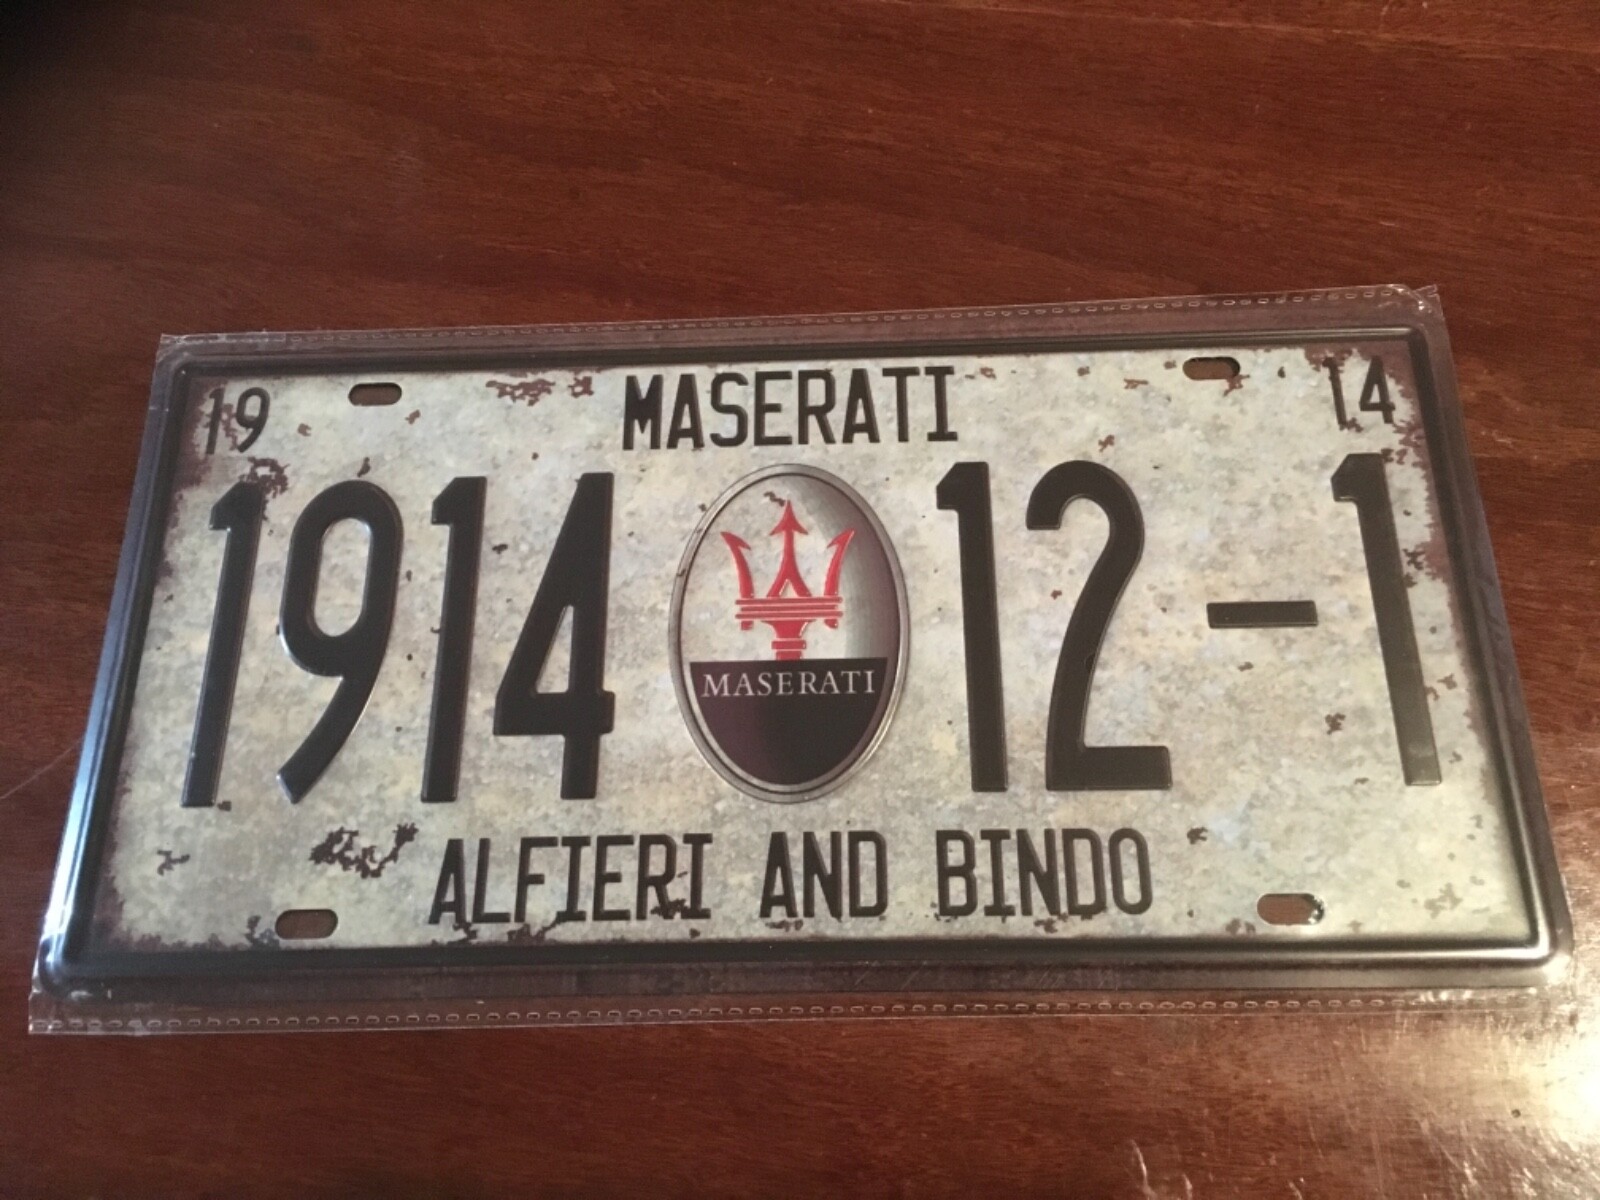 19 MASERATI 14
1914 12-1
MASERATI
ALFIERI AND BINDO